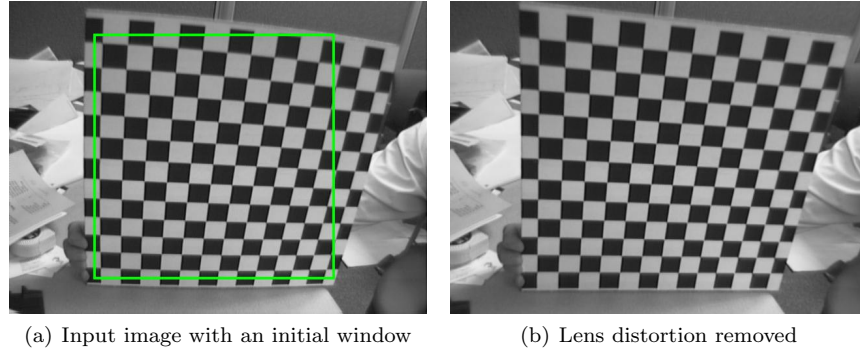 (a) Input image with an initial window
(b) Lens distortion removed